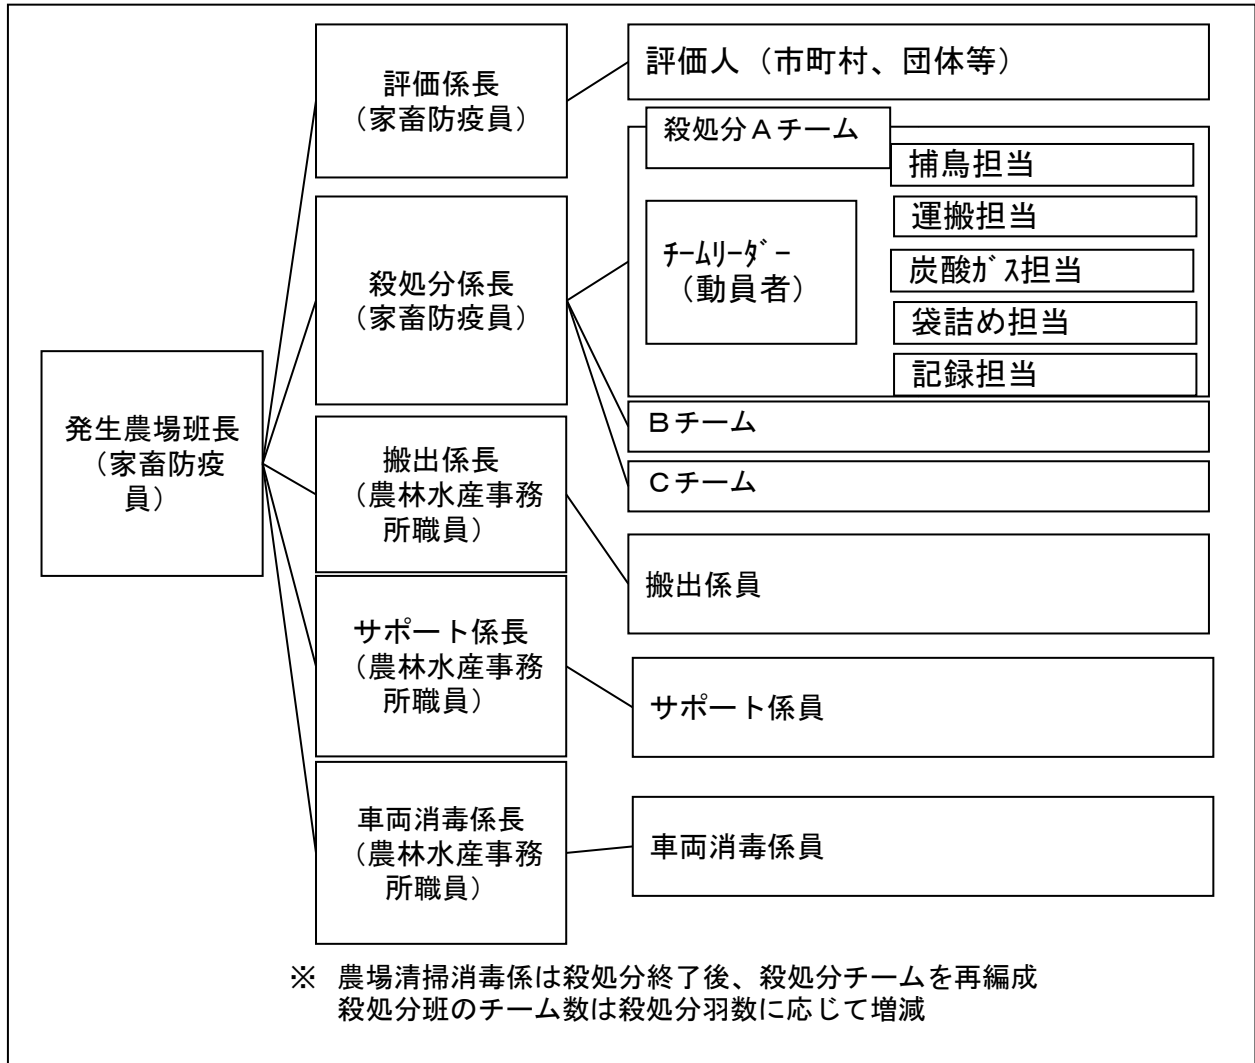 発生農場班長
（家畜防疫
員）
評価係長
（家畜防疫員）
評価人（市町村、団体等）
殺処分係長
（家畜防疫員）
殺処分Ａチーム
ﾁｰﾑﾘｰﾀﾞｰ
（動員者）
捕鳥担当
運搬担当
炭酸ｶﾞｽ担当
袋詰め担当
記録担当
Ｂチーム
Ｃチーム
搬出係長
（農林水産事務
所職員）
搬出係員
サポート係長
（農林水産事務
所職員）
サポート係員
車両消毒係長
（農林水産事務
所職員）
車両消毒係員
※　農場清掃消毒係は殺処分終了後、殺処分チームを再編成
殺処分班のチーム数は殺処分羽数に応じて増減